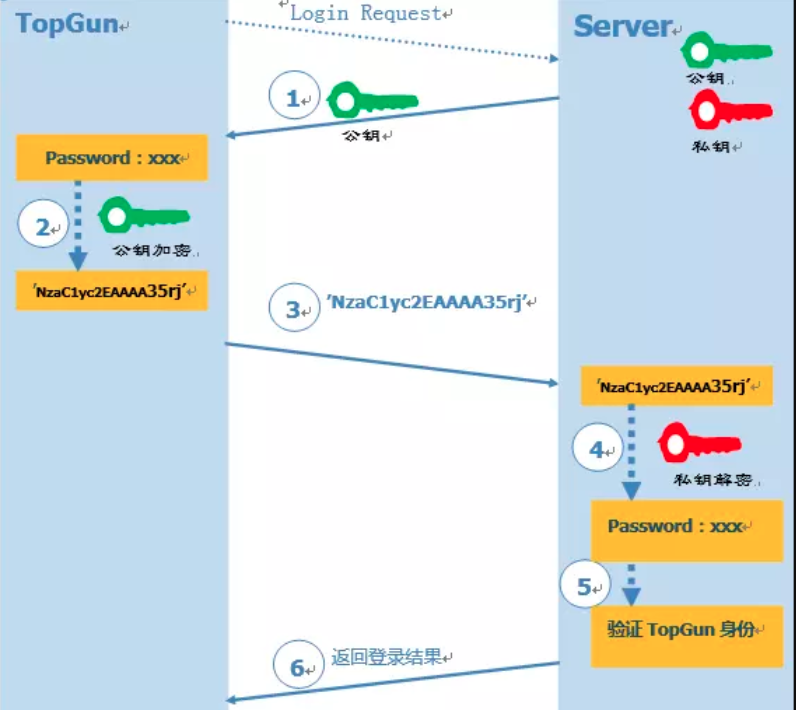 TopGun
Login Request
Server
公钥
私钥
1
公钥
Password：xxx
2
公钥加密
'NzaC1yc2EAAAA35rj'
3
'NzaC1yc2EAAAA35rj'
'NzaC1yc2EAAAA35rj'
4
私钥解密
Password：xxx
5
验证 TopGun 身份
6
返回登录结果